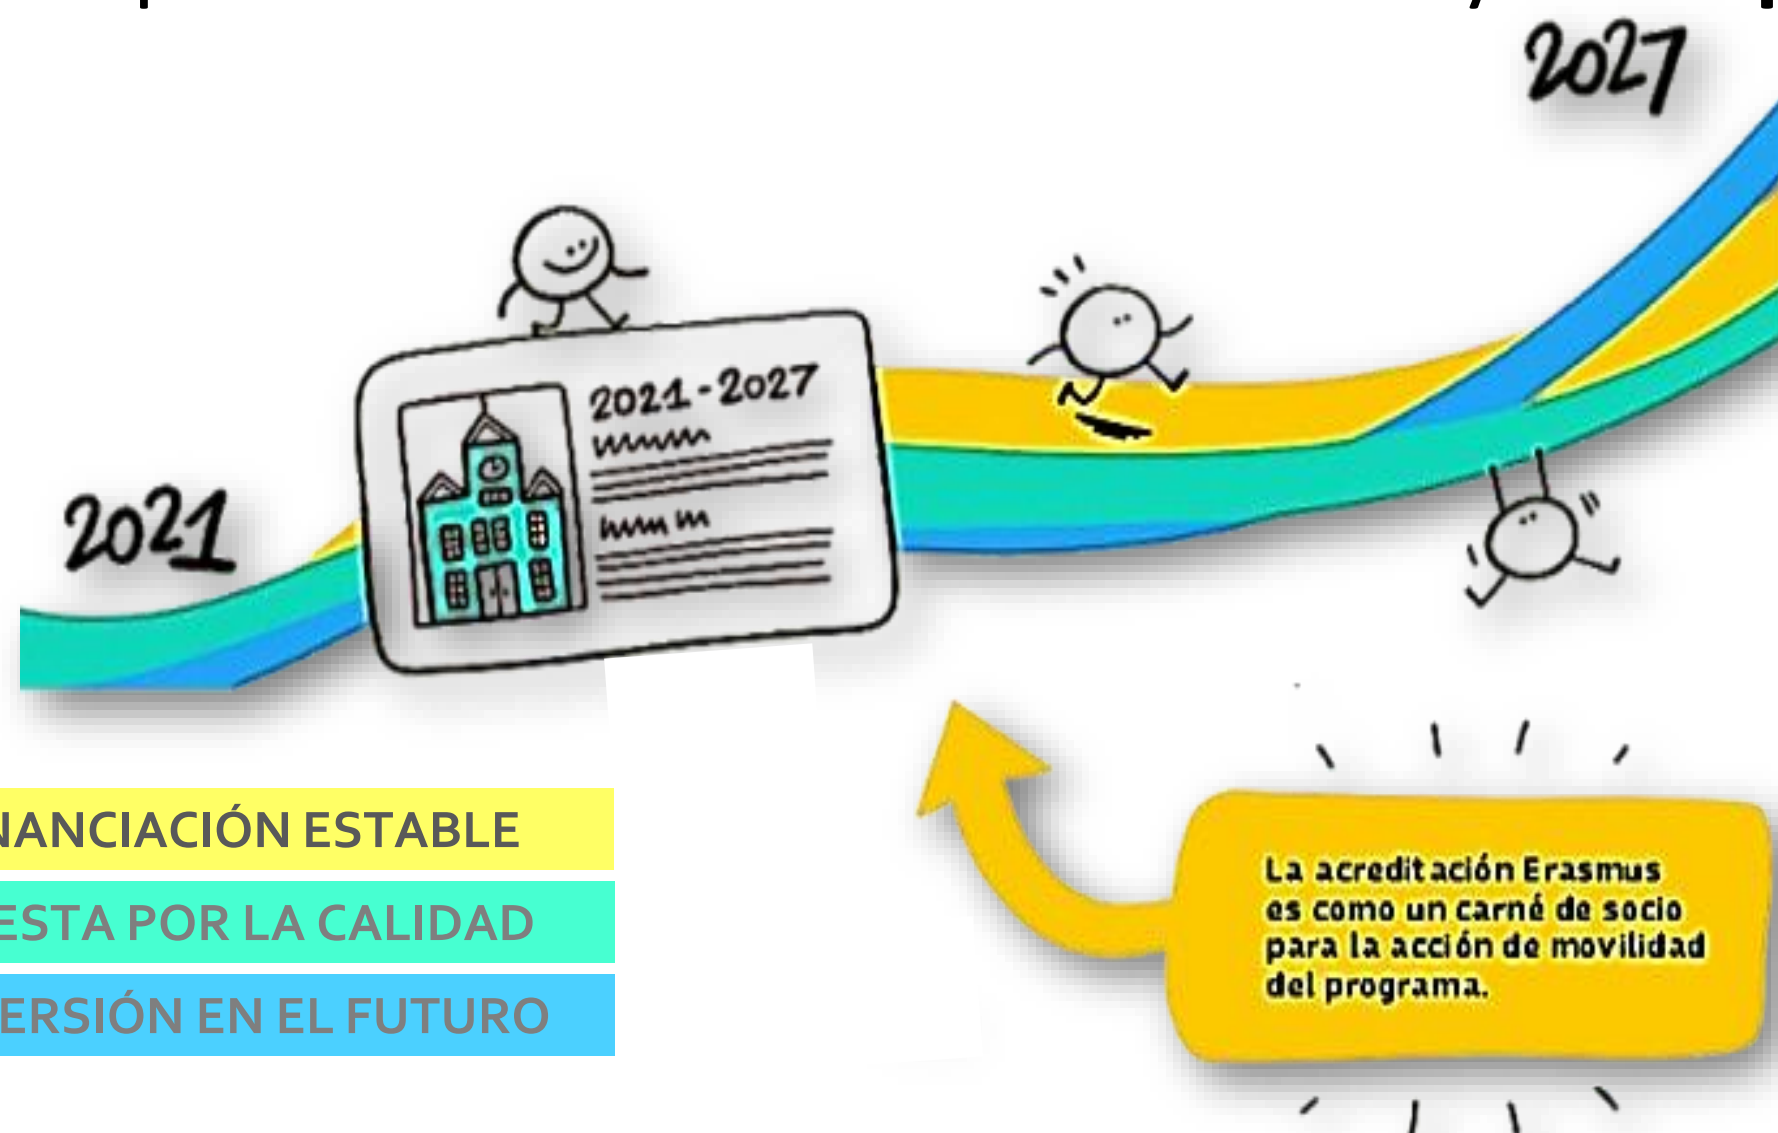 2027
2021
2021-2027
NANCIACIÓN ESTABLE
ESTA POR LA CALIDAD
ERSIÓN EN EL FUTURO
La acreditación Erasmus
es como un carné de socio
para la acción de movilidad
del programa.